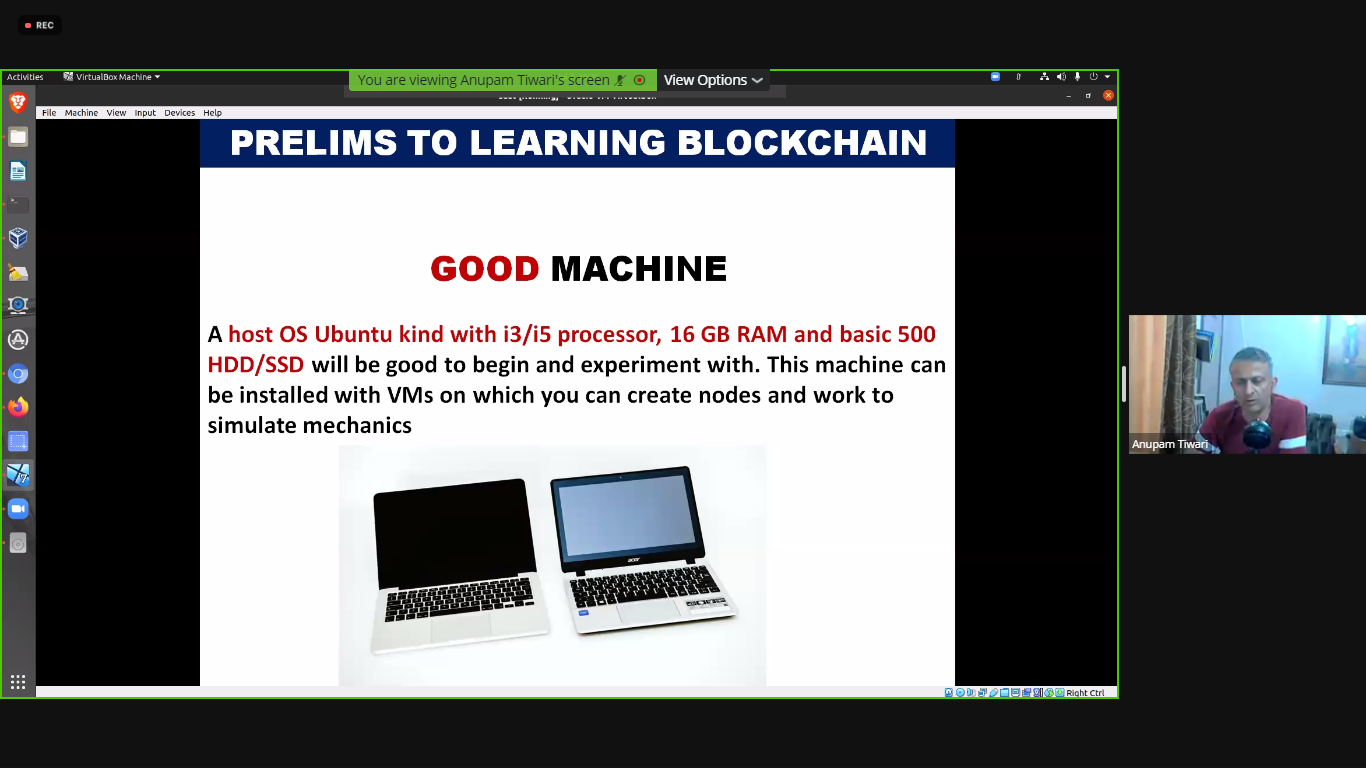 REC
Activities
VirtualBox Machine
You are viewing Anupam Tiwari's screen
View Options
File Machine View Input Devices Help
PRELIMS TO LEARNING BLOCKCHAIN
GOOD MACHINE
A host OS Ubuntu kind with i3/i5 processor, 16 GB RAM and basic 500
HDD/SSD will be good to begin and experiment with. This machine can
be installed with VMs on which you can create nodes and work to
simulate mechanics
acer
Right Ctrl
Anupam Tiwari